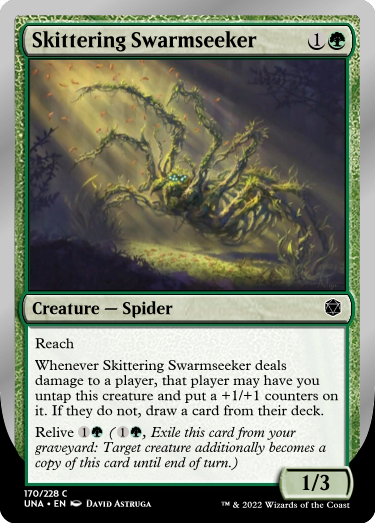 Skittering Swarmseeker 1
Creature — Spider
Reach
Whenever Skittering Swarmseeker deals
damage to a player, that player may have you
untap this creature and put a +1/+1 counters on
it. If they do not, draw a card from their deck.
Relive 1 ( 1, Exile this card from your
graveyard: Target creature additionally becomes a
copy of this card until end of turn.)
1/3
170/228 C
UNA • EN DAVID ASTRUGA
™ & 2022 Wizards of the Coast